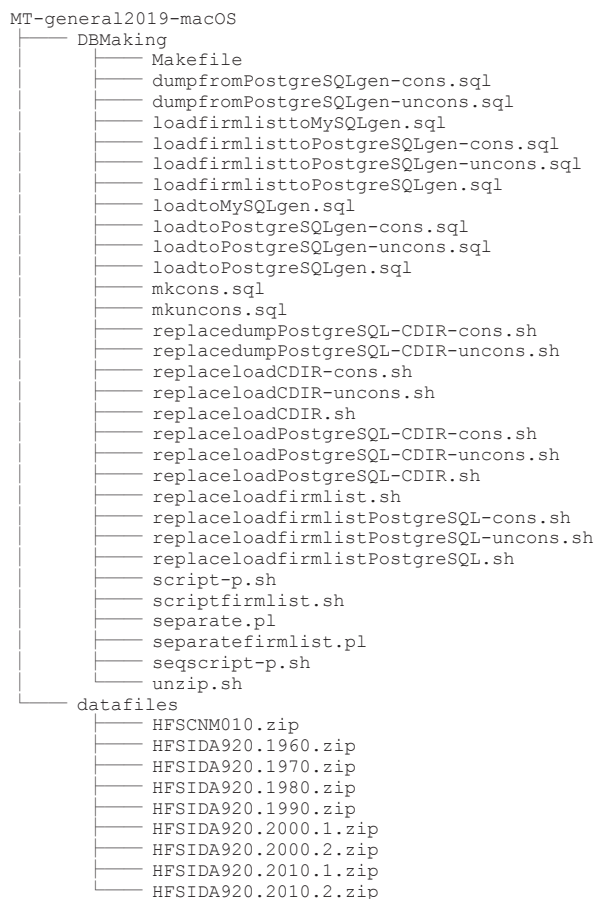 MT-general2019-macOS
DBMaking
Makefile
dumpfromPostgreSQLgen-cons.sql
dumpfromPostgreSQLgen-uncons.sql
loadfirmlisttoMySQLgen.sql
loadfirmlisttoPostgreSQLgen-cons.sql
loadfirmlisttoPostgreSQLgen-uncons.sql
loadfirmlisttoPostgreSQLgen.sql
loadtoMySQLgen.sql
loadtoPostgreSQLgen-cons.sql
loadtoPostgreSQLgen-uncons.sql
loadtoPostgreSQLgen.sql
mkcons.sql
mkuncons.sql
replacedumpPostgreSQL-CDIR-cons.sh
replacedumpPostgreSQL-CDIR-uncons.sh
replaceloadCDIR-cons.sh
replaceloadCDIR-uncons.sh
replaceloadCDIR.sh
replaceloadPostgreSQL-CDIR-cons.sh
replaceloadPostgreSQL-CDIR-uncons.sh
replaceloadPostgreSQL-CDIR.sh
replaceloadfirmlist.sh
replaceloadfirmlistPostgreSQL-cons.sh
replaceloadfirmlistPostgreSQL-uncons.sh
replaceloadfirmlistPostgreSQL.sh
script-p.sh
scriptfirmlist.sh
separate.pl
separatefirmlist.pl
seqscript-p.sh
unzip.sh
datafiles
HFSCNM010.zip
HFSIDA920.1960.zip
HFSIDA920.1970.zip
HFSIDA920.1980.zip
HFSIDA920.1990.zip
HFSIDA920.2000.1.zip
HFSIDA920.2000.2.zip
HFSIDA920.2010.1.zip
HFSIDA920.2010.2.zip